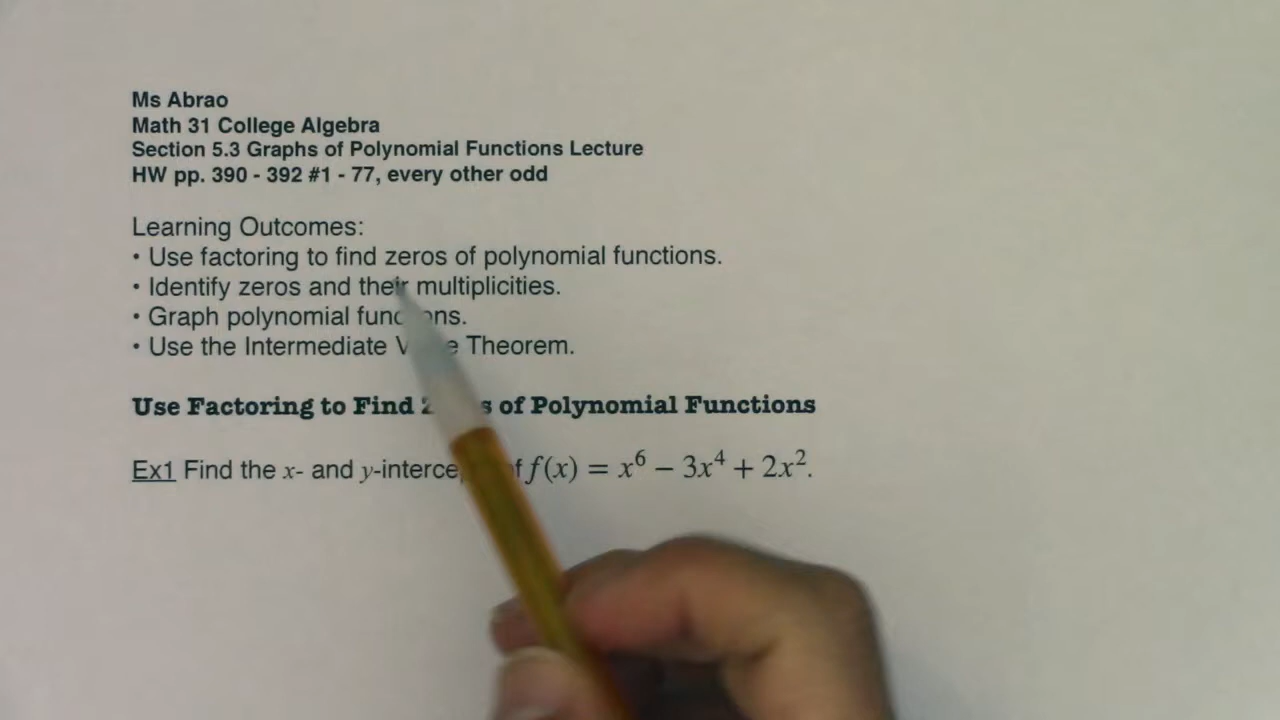 Ms Abrao
Math 31 College Algebra
Section 5.3 Graphs of Polynomial Functions Lecture
HW pp. 390 - 392 #1 - 77, every other odd
Learning Outcomes:
• Use factoring to find zeros of polynomial functions.
• Identify zeros and their multiplicities.
• Graph polynomial functions.
• Use the Intermediate Theorem.
Use Factoring to Find of Polynomial Functions
Ex1 Find the x- and y-intercepts of f(x) = x⁶ − 3x⁴ + 2x².